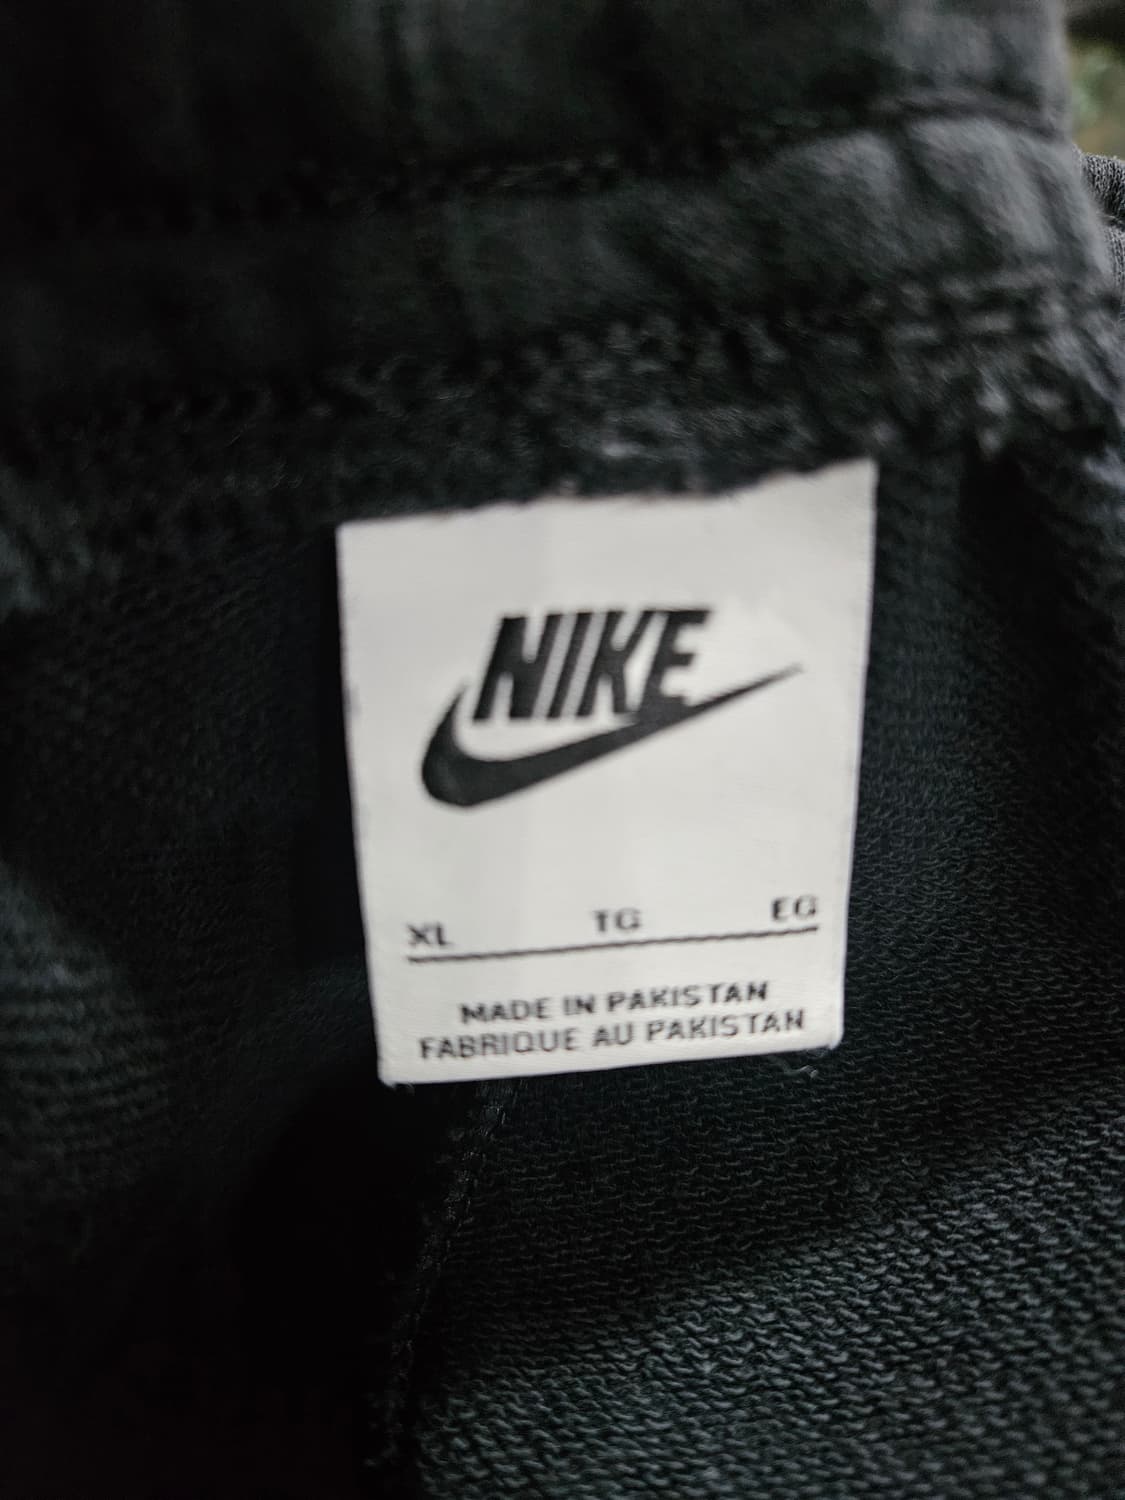 NIKE
XL TG EG
MADE IN PAKISTAN
FABRIQUE AU PAKISTAN